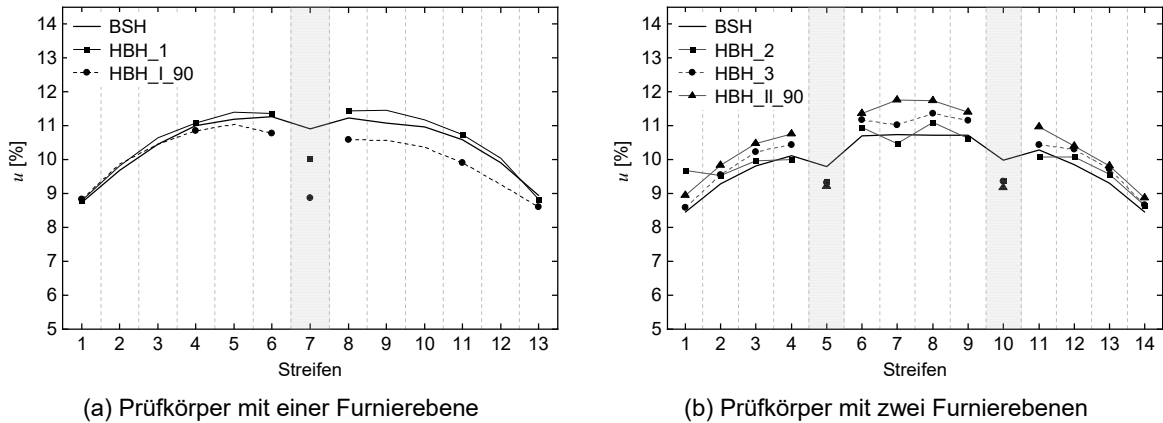 14
13
12
11
10
9
8
7
6
5
u [%]
BSH
HBH_1
HBH_I_90
1 2 3 4 5 6 7 8 9 10 11 12 13
Streifen
(a) Prüfkörper mit einer Furnierebene
14
13
12
11
10
9
8
7
6
5
u [%]
BSH
HBH_2
HBH_3
HBH_II_90
1 2 3 4 5 6 7 8 9 10 11 12 13 14
Streifen
(b) Prüfkörper mit zwei Furnierebenen